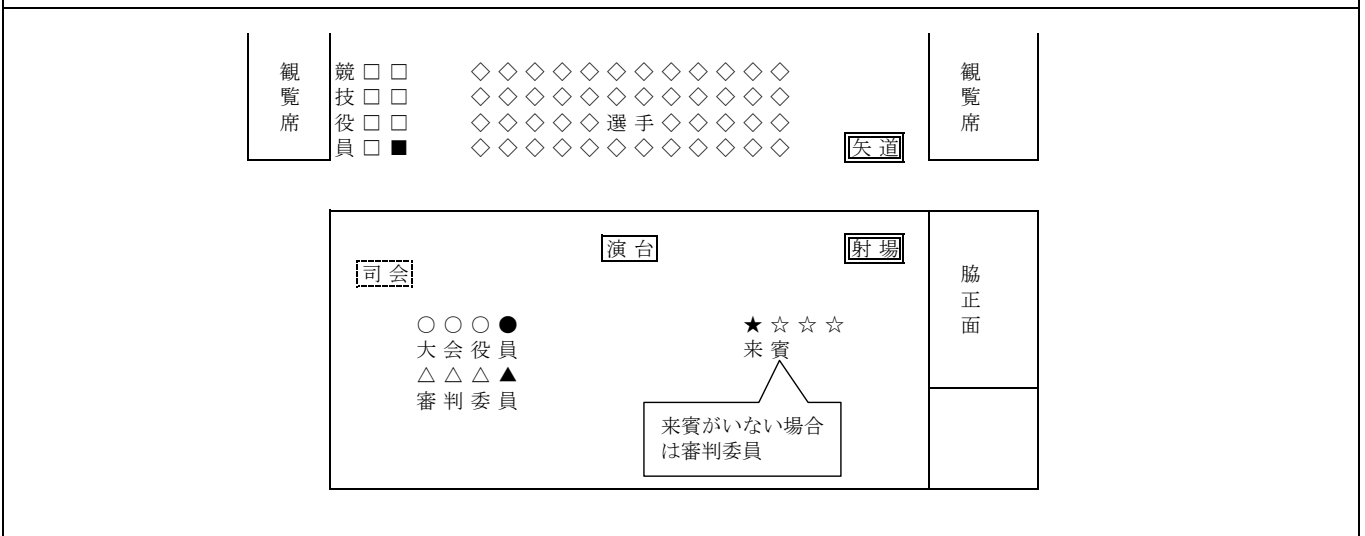 観覧席
競 □ □ ◇ ◇ ◇ ◇ ◇ ◇ ◇ ◇ ◇ ◇ ◇ ◇
技 □ □ ◇ ◇ ◇ ◇ ◇ ◇ ◇ ◇ ◇ ◇ ◇ ◇
役 □ □ ◇ ◇ ◇ ◇ ◇ 選 手 ◇ ◇ ◇ ◇ ◇
員 □ ■ ◇ ◇ ◇ ◇ ◇ ◇ ◇ ◇ ◇ ◇ ◇ ◇
矢道
観覧席
演台
射場
司会
脇正面
○ ○ ○ ●
大会役員
△ △ △ ▲
審判委員
★ ☆ ☆ ☆
来賓
来賓がいない場合
は審判委員